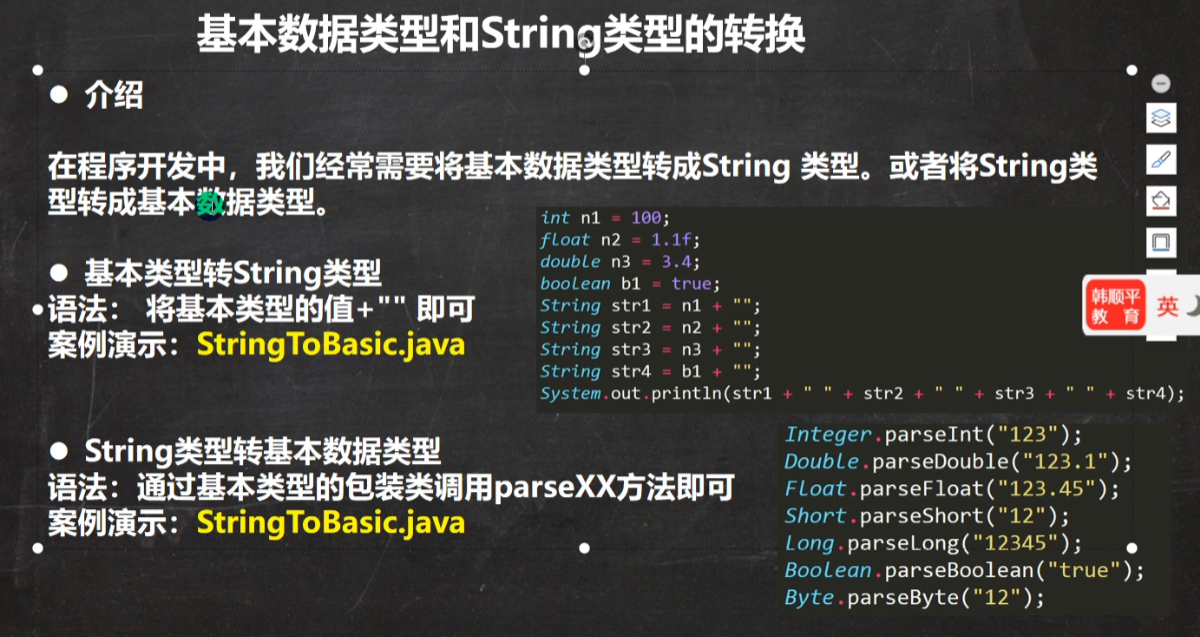 基本数据类型和String类型的转换
● 介绍
在程序开发中，我们经常需要将基本数据类型转成String 类型。或者将String类
型转成基本数据类型。
● 基本类型转String类型
语法： 将基本类型的值+"" 即可
案例演示：StringToBasic.java
int n1 = 100;
float n2 = 1.1f;
double n3 = 3.4;
boolean b1 = true;
String str1 = n1 + "";
String str2 = n2 + "";
String str3 = n3 + "";
String str4 = b1 + "";
System.out.println(str1 + " " + str2 + " " + str3 + " " + str4);
● String类型转基本数据类型
语法：通过基本类型的包装类调用parseXX方法即可
案例演示：StringToBasic.java
Integer.parseInt("123");
Double.parseDouble("123.1");
Float.parseFloat("123.45");
Short.parseShort("12");
Long.parseLong("12345");
Boolean.parseBoolean("true");
Byte.parseByte("12");
韩顺平
教 育
英